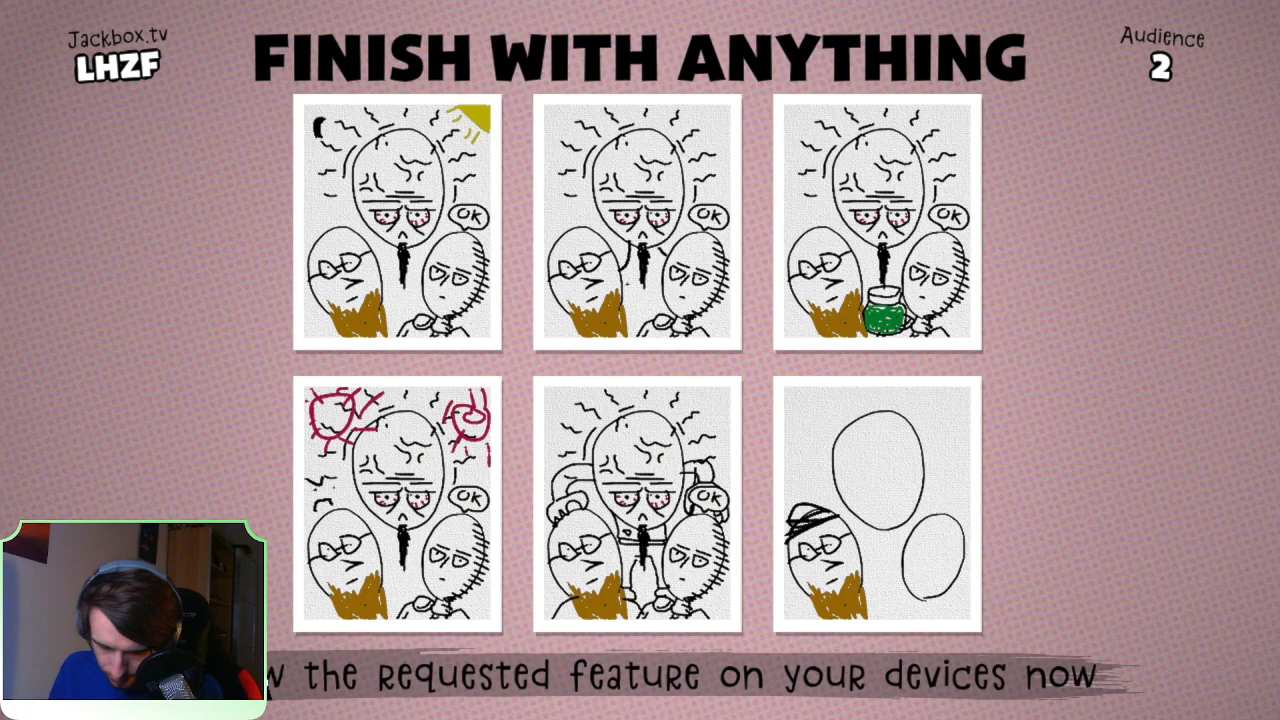 Jackbox.tv
LHZF
FINISH WITH ANYTHING
Audience
2
OK
OK
OK
OK
OK
the requested feature on your devices now